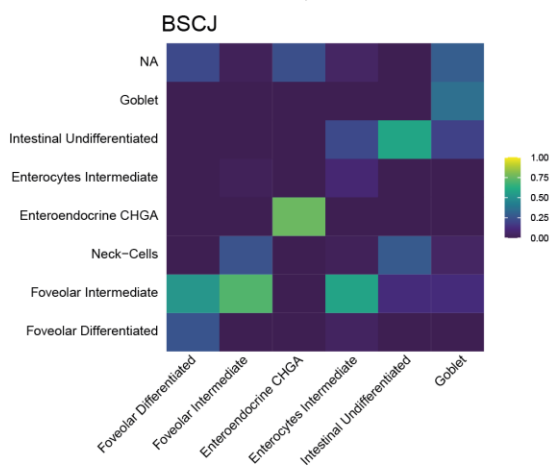 BSCJ
NA
Goblet
Intestinal Undifferentiated
Enterocytes Intermediate
Enteroendocrine CHGA
Neck−Cells
Foveolar Intermediate
Foveolar Differentiated
1.00
0.75
0.50
0.25
0.00
Foveolar Differentiated
Foveolar Intermediate
Enteroendocrine CHGA
Enterocytes Intermediate
Intestinal Undifferentiated
Goblet